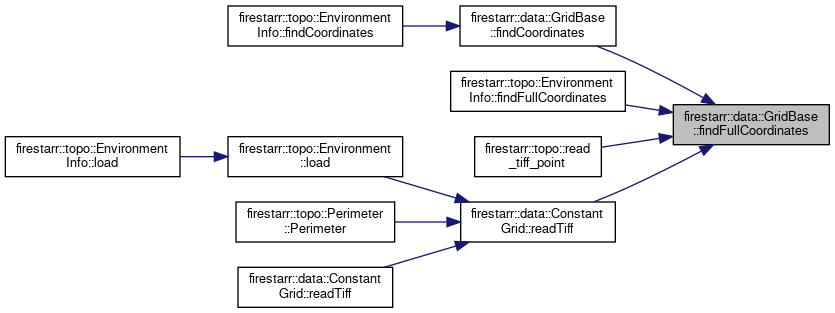 firestarr::topo::Environment
Info::findCoordinates
firestarr::data::GridBase
::findCoordinates
firestarr::topo::Environment
Info::findFullCoordinates
firestarr::data::GridBase
::findFullCoordinates
firestarr::topo::Environment
Info::load
firestarr::topo::Environment
::load
firestarr::topo::read
_tiff_point
firestarr::topo::Perimeter
::Perimeter
firestarr::data::Constant
Grid::readTiff
firestarr::data::Constant
Grid::readTiff